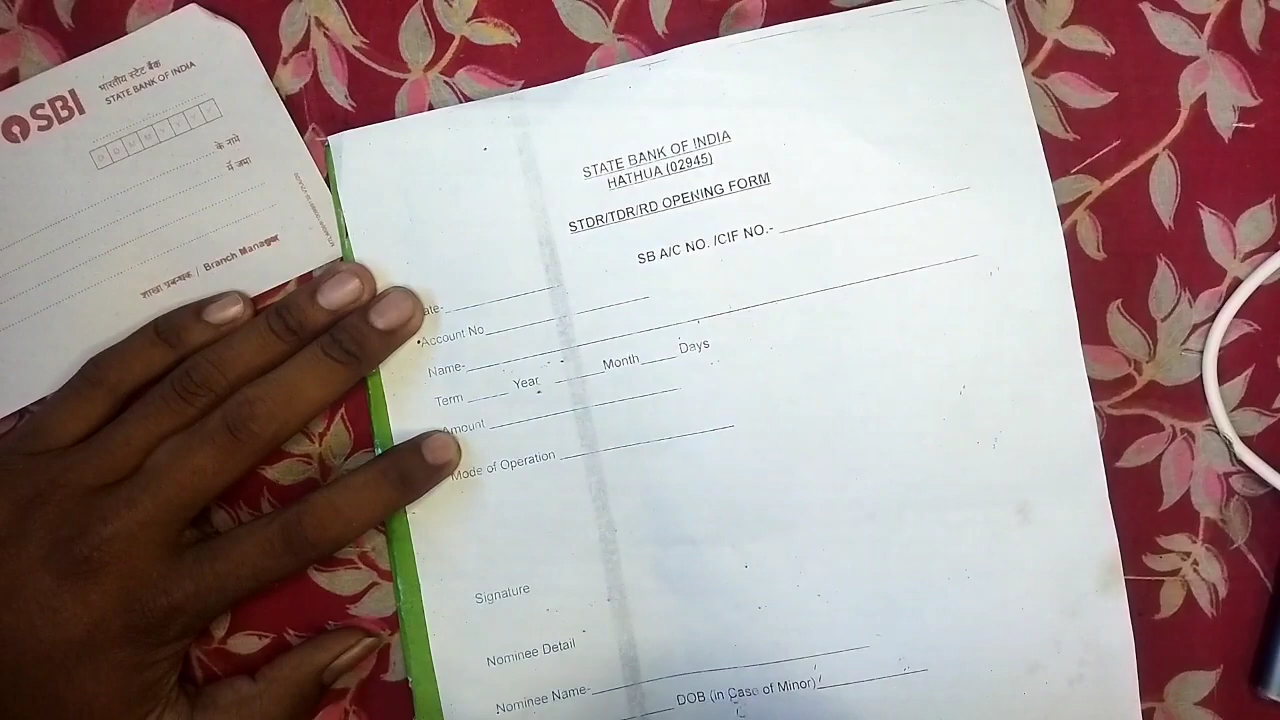 SBI
भारतीय स्टेट बैंक
STATE BANK OF INDIA
D D M M Y Y Y Y
के नामे
में जमा
शाखा प्रबन्धक / Branch Manager
STATE BANK OF INDIA
HATHUA (02945)
STDR/TDR/RD OPENING FORM
SB A/C NO. /CIF NO.-
ate-
Account No
Name-
Term Year Month Days
Amount
Mode of Operation
Signature
Nominee Detail
Nominee Name-
DOB (in Case of Minor)